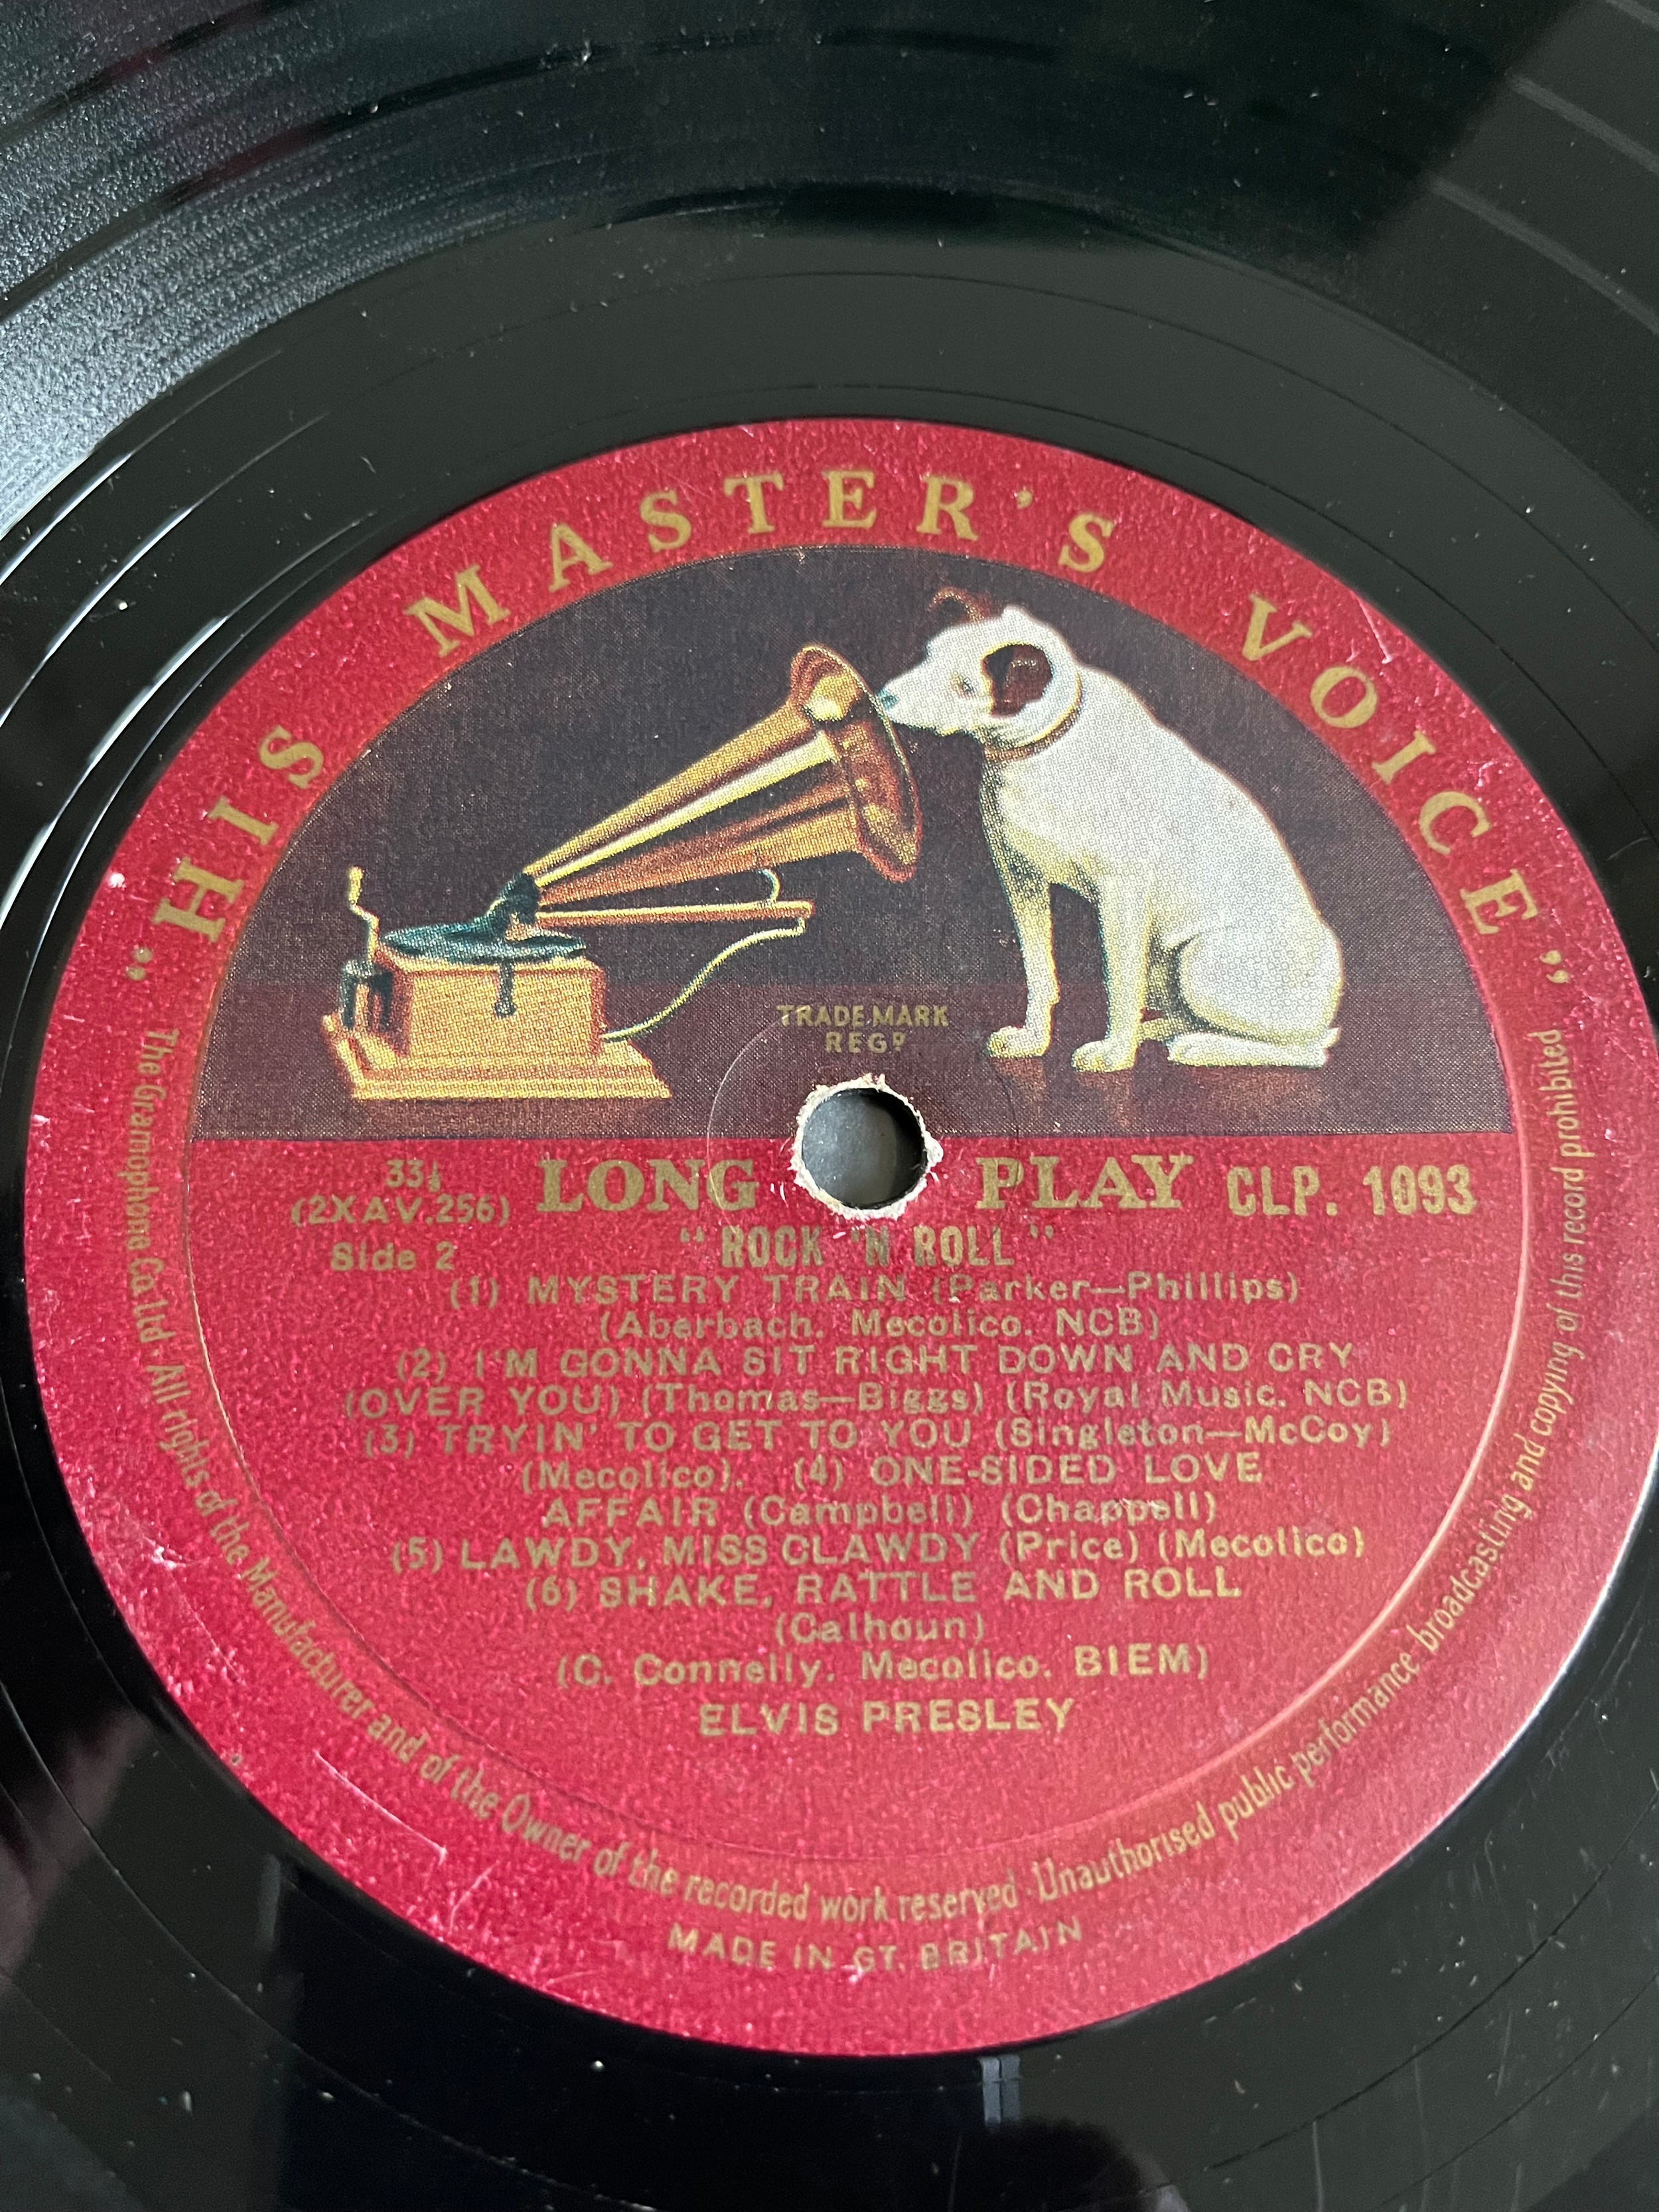 "HIS MASTER'S VOICE"
TRADE MARK
REGD
33⅓ LONG PLAY CLP. 1093
(2XAV.256)
"ROCK 'N ROLL"
Side 2
(1) MYSTERY TRAIN (Parker—Phillips)
(Aberbach. Mecolico. NCB)
(2) I'M GONNA SIT RIGHT DOWN AND CRY
(OVER YOU) (Thomas—Biggs) (Royal Music. NCB)
(3) TRYIN' TO GET TO YOU (Singleton—McCoy)
(Mecolico). (4) ONE-SIDED LOVE
AFFAIR (Campbell) (Chappell)
(5) LAWDY, MISS CLAWDY (Price) (Mecolico)
(6) SHAKE, RATTLE AND ROLL
(Calhoun)
(C. Connelly. Mecolico. BIEM)
ELVIS PRESLEY
The Gramophone Co. Ltd · All rights of the Manufacturer and of the Owner of the recorded work reserved · Unauthorised public performance broadcasting and copying of this record prohibited
MADE IN GT. BRITAIN